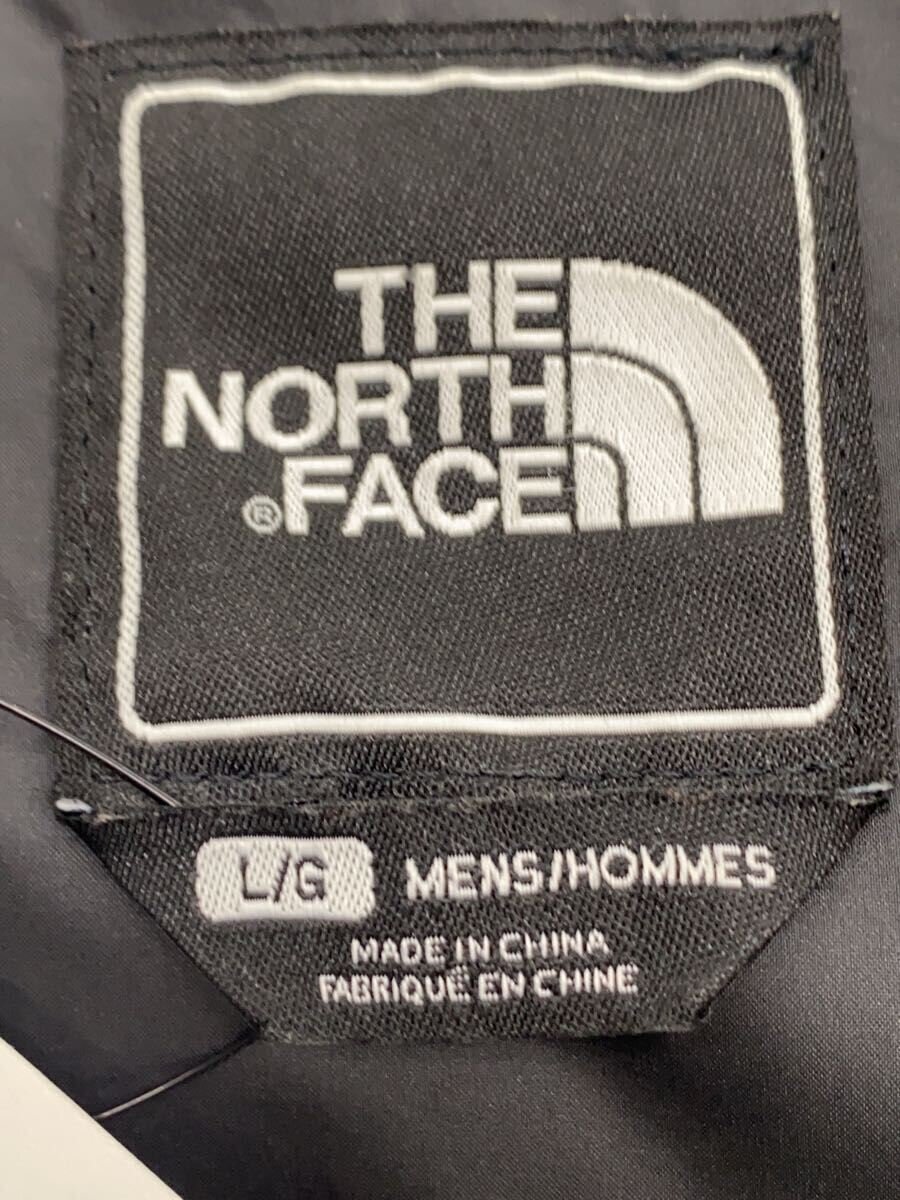 THE
NORTH
®FACE
L/G MENS/HOMMES
MADE IN CHINA
FABRIQUÉ EN CHINE